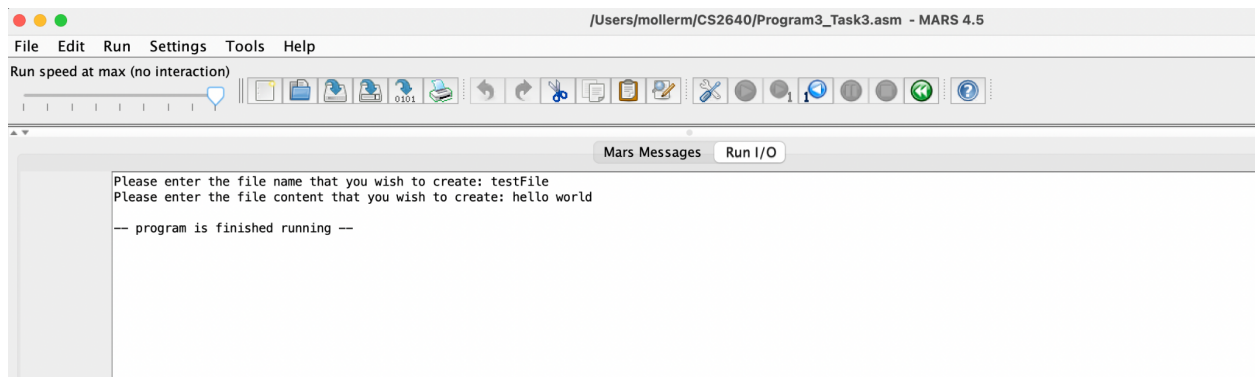 /Users/mollerm/CS2640/Program3_Task3.asm - MARS 4.5
File Edit Run Settings Tools Help
Run speed at max (no interaction)
0101
1
1
Mars Messages Run I/O
Please enter the file name that you wish to create: testFile
Please enter the file content that you wish to create: hello world
-- program is finished running --